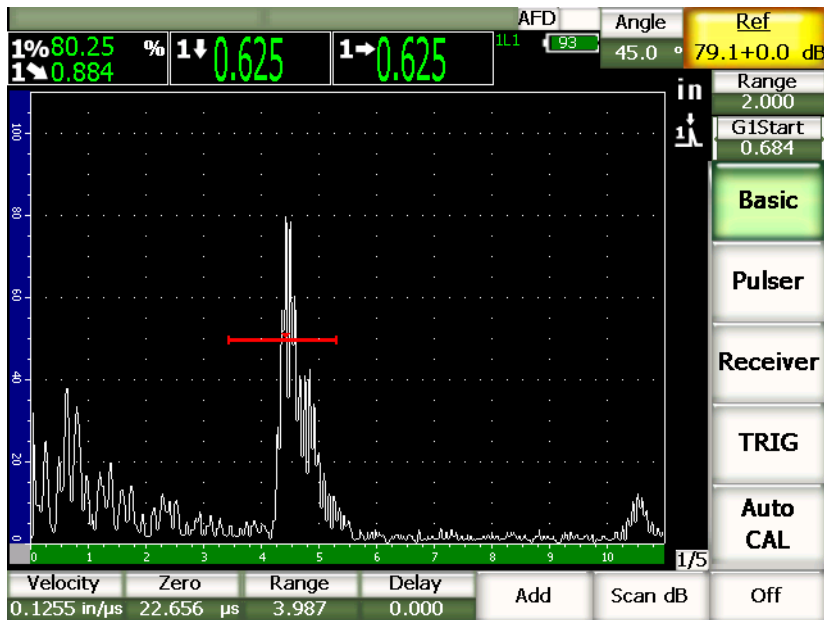 AFD
Angle
Ref
1%80.25 %
1 0.884
1 0.625
1 0.625
1L1
93
45.0 °
79.1+0.0 dB
in
Range
2.000
G1Start
0.684
1
Basic
Pulser
Receiver
TRIG
Auto
CAL
100
80
60
40
20
0
0 1 2 3 4 5 6 7 8 9 10
1/5
Velocity
0.1255 in/µs
Zero
22.656 µs
Range
3.987
Delay
0.000
Add
Scan dB
Off